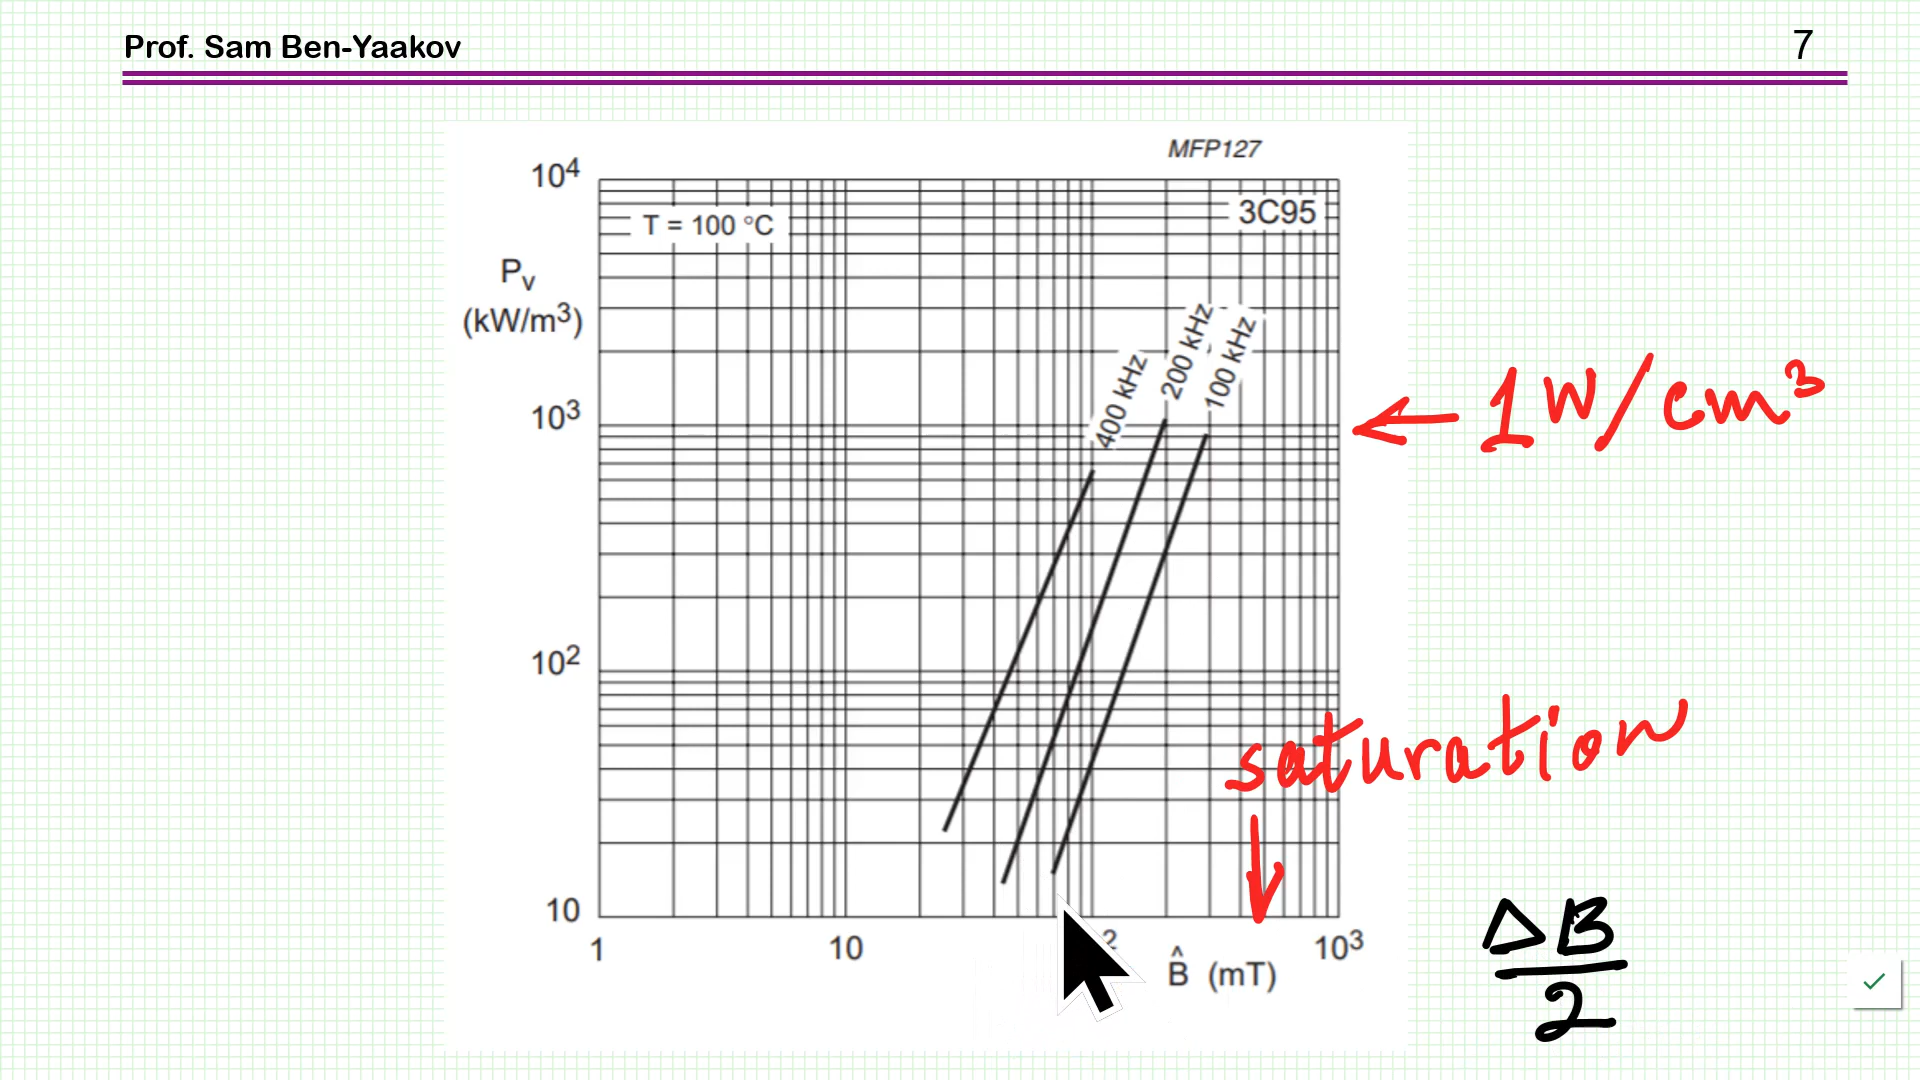 Prof. Sam Ben-Yaakov
7
MFP127
10⁴
T = 100 °C
3C95
Pᵥ
(kW/m³)
400 kHz
200 kHz
100 kHz
1W/cm³
10³
10²
saturation
10
1
10
2
10³
B̂ (mT)
ΔB
2